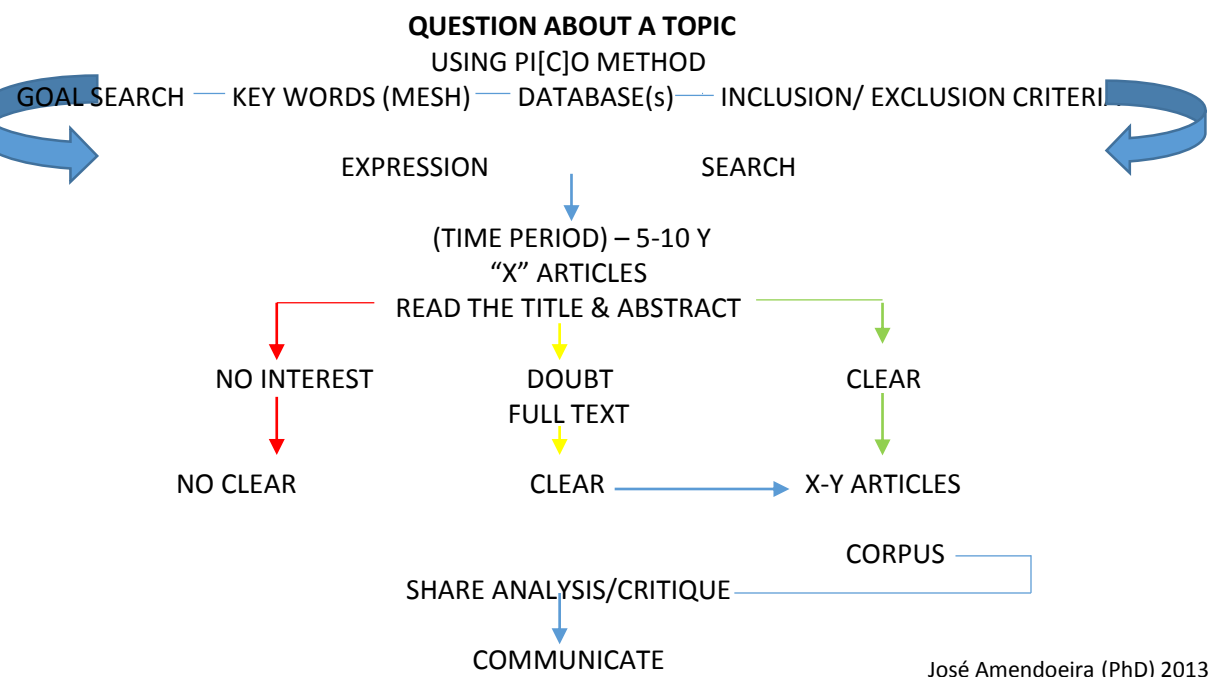 QUESTION ABOUT A TOPIC
USING PI[C]O METHOD
GOAL SEARCH KEY WORDS (MESH) DATABASE(s) INCLUSION/ EXCLUSION CRITERIA
EXPRESSION SEARCH
(TIME PERIOD) – 5-10 Y
“X” ARTICLES
READ THE TITLE & ABSTRACT
NO INTEREST DOUBT CLEAR
FULL TEXT
NO CLEAR CLEAR X-Y ARTICLES
CORPUS
SHARE ANALYSIS/CRITIQUE
COMMUNICATE
José Amendoeira (PhD) 2013